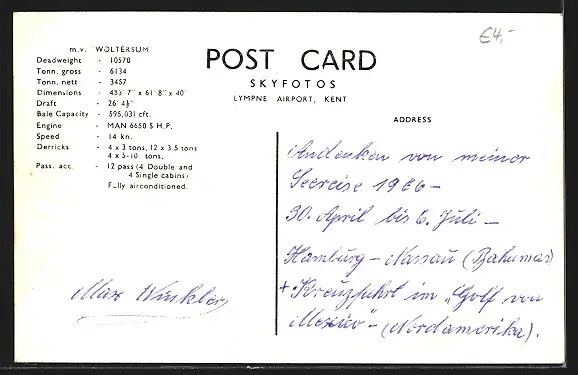 €4,-
m.v. WOLTERSUM
Deadweight - 10570
Tonn. gross - 6134
Tonn. nett - 3457
Dimensions - 483' 7" x 61' 8" x 40'
Draft - 26' 4½"
Bale Capacity - 595,031 cft.
Engine - MAN 6650 S H.P.
Speed - 14 kn.
Derricks - 4 x 3 tons, 12 x 3 5 tons
4 x 5-10 tons,
Pass. acc. - 12 pass (4 Double and
4 Single cabins)
Fully airconditioned.
POST CARD
SKYFOTOS
LYMPNE AIRPORT, KENT
ADDRESS
Andenken von meiner
Seereise 1966 -
30. April bis 6. Juli -
Hamburg - Nassau (Bahamas)
+ Kreuzfahrt im "Golf von
Mexico" - (Nordamerika).
Max Winkler